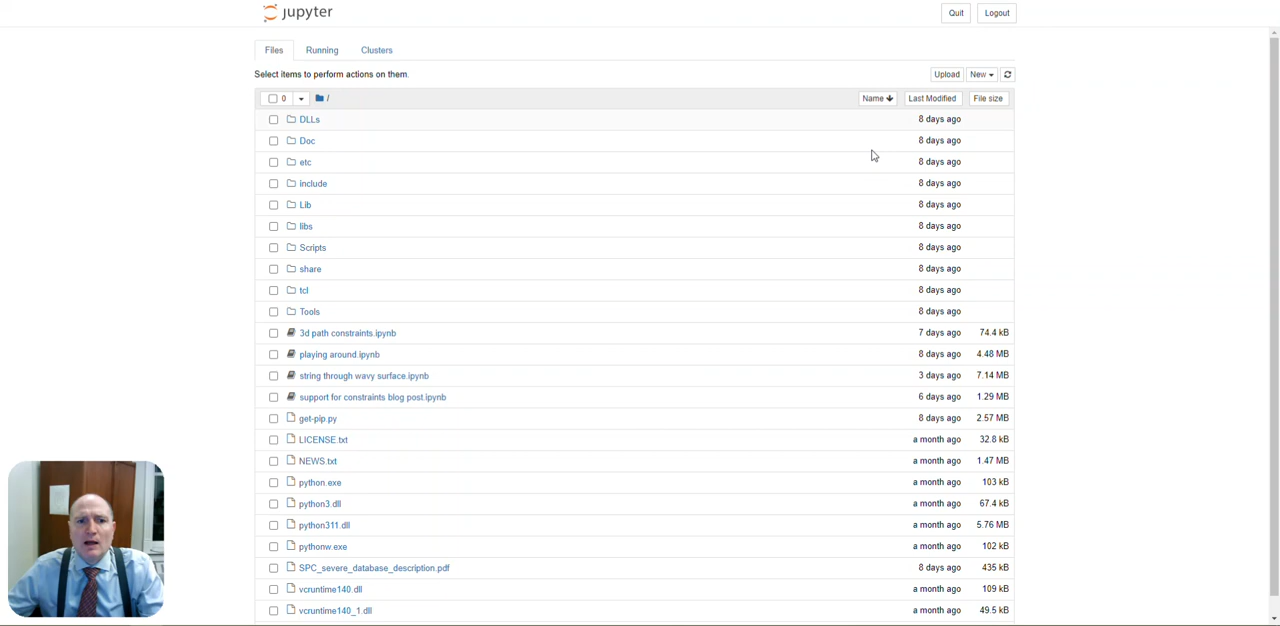 jupyter
Quit Logout
Files Running Clusters
Select items to perform actions on them.
Upload New
0 / Name Last Modified File size
DLLs 8 days ago
Doc 8 days ago
etc 8 days ago
include 8 days ago
Lib 8 days ago
libs 8 days ago
Scripts 8 days ago
share 8 days ago
tcl 8 days ago
Tools 8 days ago
3d path constraints.ipynb 7 days ago 74.4 kB
playing around.ipynb 8 days ago 4.48 MB
string through wavy surface.ipynb 3 days ago 7.14 MB
support for constraints blog post.ipynb 6 days ago 1.29 MB
get-pip.py 8 days ago 2.57 MB
LICENSE.txt a month ago 32.8 kB
NEWS.txt a month ago 1.47 MB
python.exe a month ago 103 kB
python3.dll a month ago 67.4 kB
python311.dll a month ago 5.76 MB
pythonw.exe a month ago 102 kB
SPC_severe_database_description.pdf 8 days ago 435 kB
vcruntime140.dll a month ago 109 kB
vcruntime140_1.dll a month ago 49.5 kB